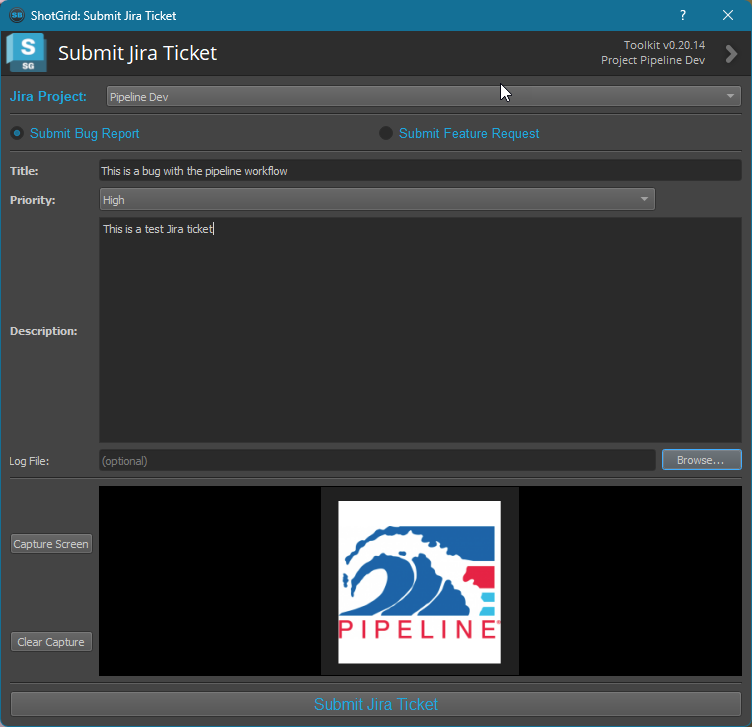 ShotGrid: Submit Jira Ticket
?
S
SG
Submit Jira Ticket
Toolkit v0.20.14
Project Pipeline Dev
Jira Project:
Pipeline Dev
Submit Bug Report
Submit Feature Request
Title:
This is a bug with the pipeline workflow
Priority:
High
This is a test Jira ticket
Description:
Log File:
(optional)
Browse...
Capture Screen
PIPELINE
Clear Capture
Submit Jira Ticket